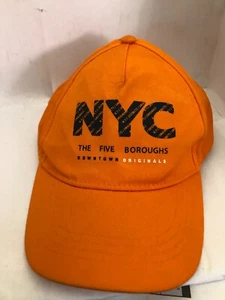 NYC
THE FIVE BOROUGHS
DOWNTOWN ORIGINALS